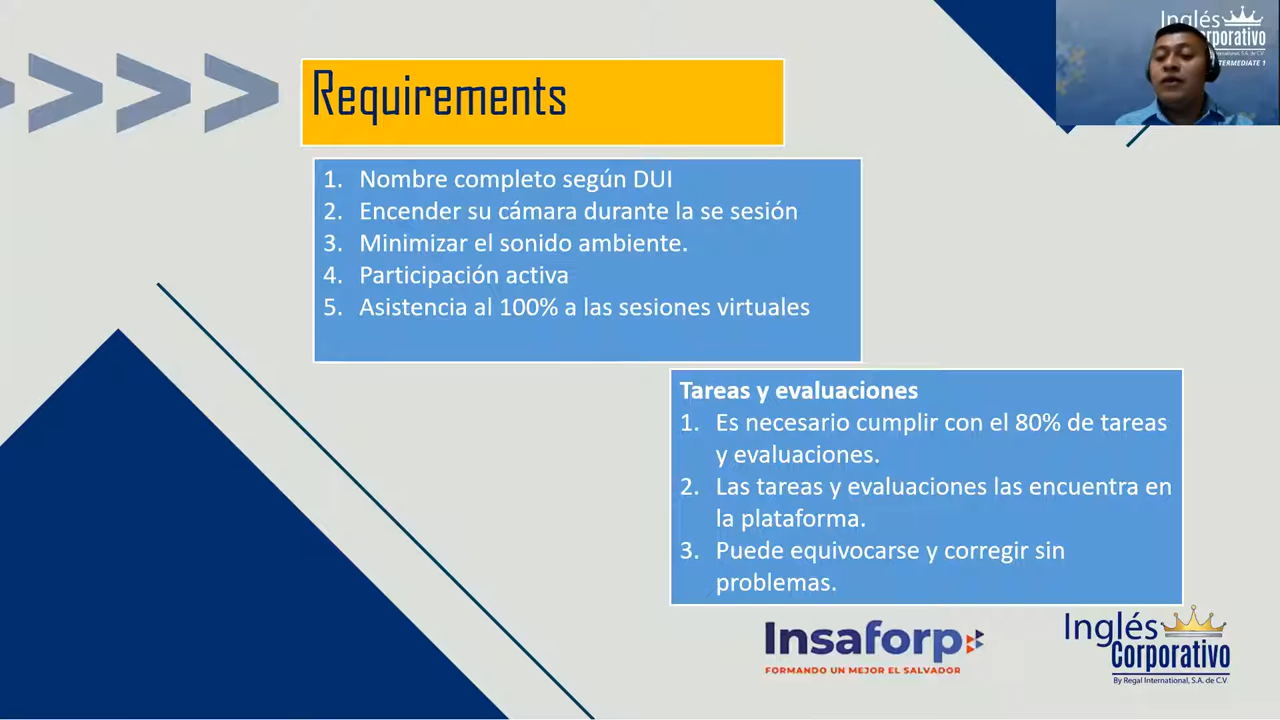 Requirements
1. Nombre completo según DUI
2. Encender su cámara durante la se sesión
3. Minimizar el sonido ambiente.
4. Participación activa
5. Asistencia al 100% a las sesiones virtuales
Tareas y evaluaciones
1. Es necesario cumplir con el 80% de tareas
y evaluaciones.
2. Las tareas y evaluaciones las encuentra en
la plataforma.
3. Puede equivocarse y corregir sin
problemas.
Insaforp
FORMANDO UN MEJOR EL SALVADOR
Inglés
Corporativo
By Regal International, S.A. de C.V.
Inglés